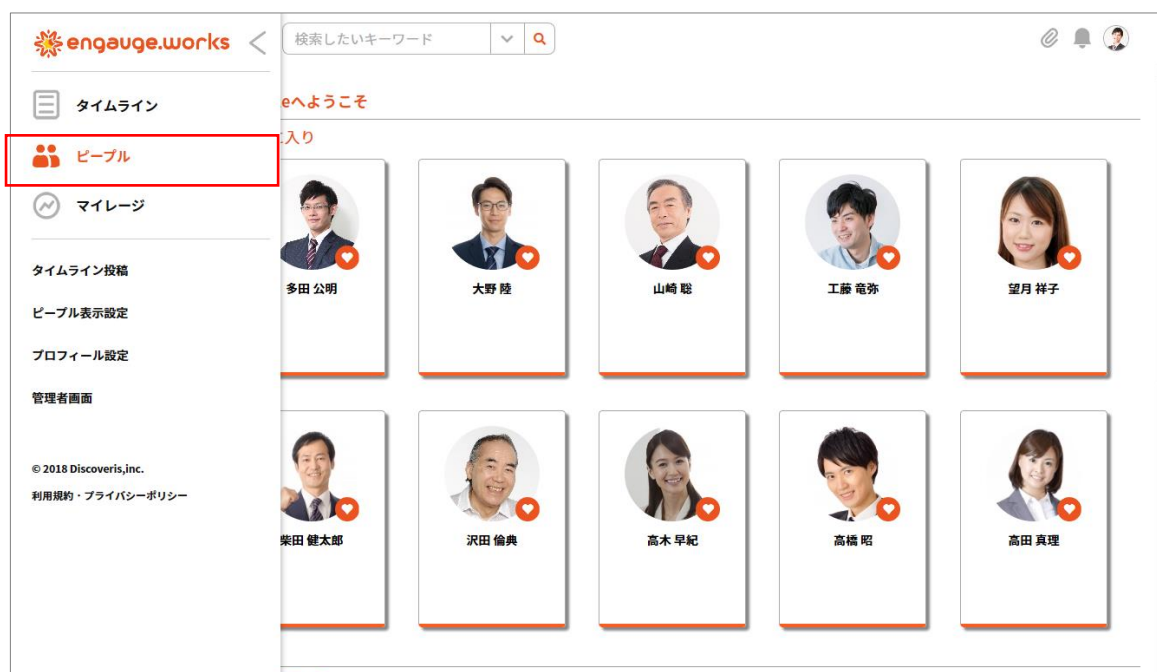 engauge.works
検索したいキーワード
タイムライン
eへようこそ
に入り
ピープル
マイレージ
多田 公明
大野 陸
山崎 聡
工藤 竜弥
望月 祥子
タイムライン投稿
ピープル表示設定
プロフィール設定
管理者画面
© 2018 Discoveris,inc.
利用規約・プライバシーポリシー
柴田 健太郎
沢田 倫典
高木 早紀
高橋 昭
高田 真理